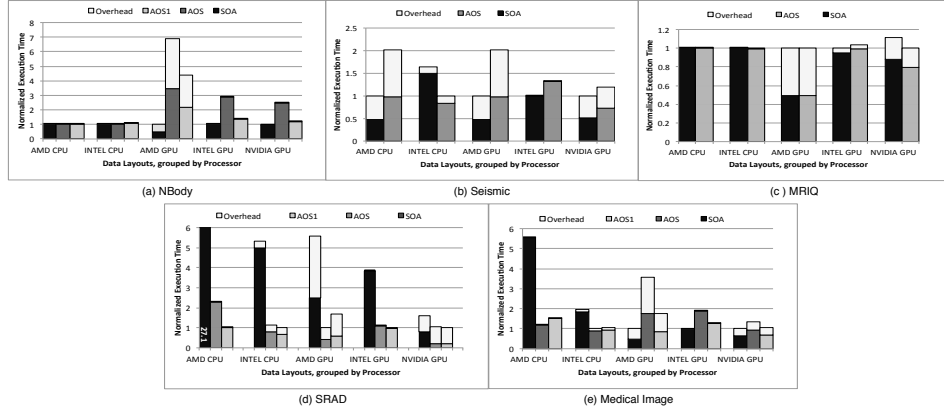 Overhead AOS1 AOS SOA
Normalized Execution Time
8
7
6
5
4
3
2
1
0
AMD CPU INTEL CPU AMD GPU INTEL GPU NVIDIA GPU
Data Layouts, grouped by Processor
(a) NBody
Overhead AOS SOA
Normalized Execution Time
2.5
2
1.5
1
0.5
0
AMD CPU INTEL CPU AMD GPU INTEL GPU NVIDIA GPU
Data Layouts, grouped by Processor
(b) Seismic
Overhead AOS SOA
Normalized Execution Time
1.2
1
0.8
0.6
0.4
0.2
0
AMD CPU INTEL CPU AMD GPU INTEL GPU NVIDIA GPU
Data Layouts, grouped by Processor
(c ) MRIQ
Overhead AOS1 AOS SOA
Normalized Execution Time
6
5
4
3
2
1
0
27.1
AMD CPU INTEL CPU AMD GPU INTEL GPU NVIDIA GPU
Data Layouts, grouped by Processor
(d) SRAD
Overhead AOS1 AOS SOA
Normalized Execution Time
6
5
4
3
2
1
0
AMD CPU INTEL CPU AMD GPU INTEL GPU NVIDIA GPU
Data Layouts, grouped by Processor
(e) Medical Image